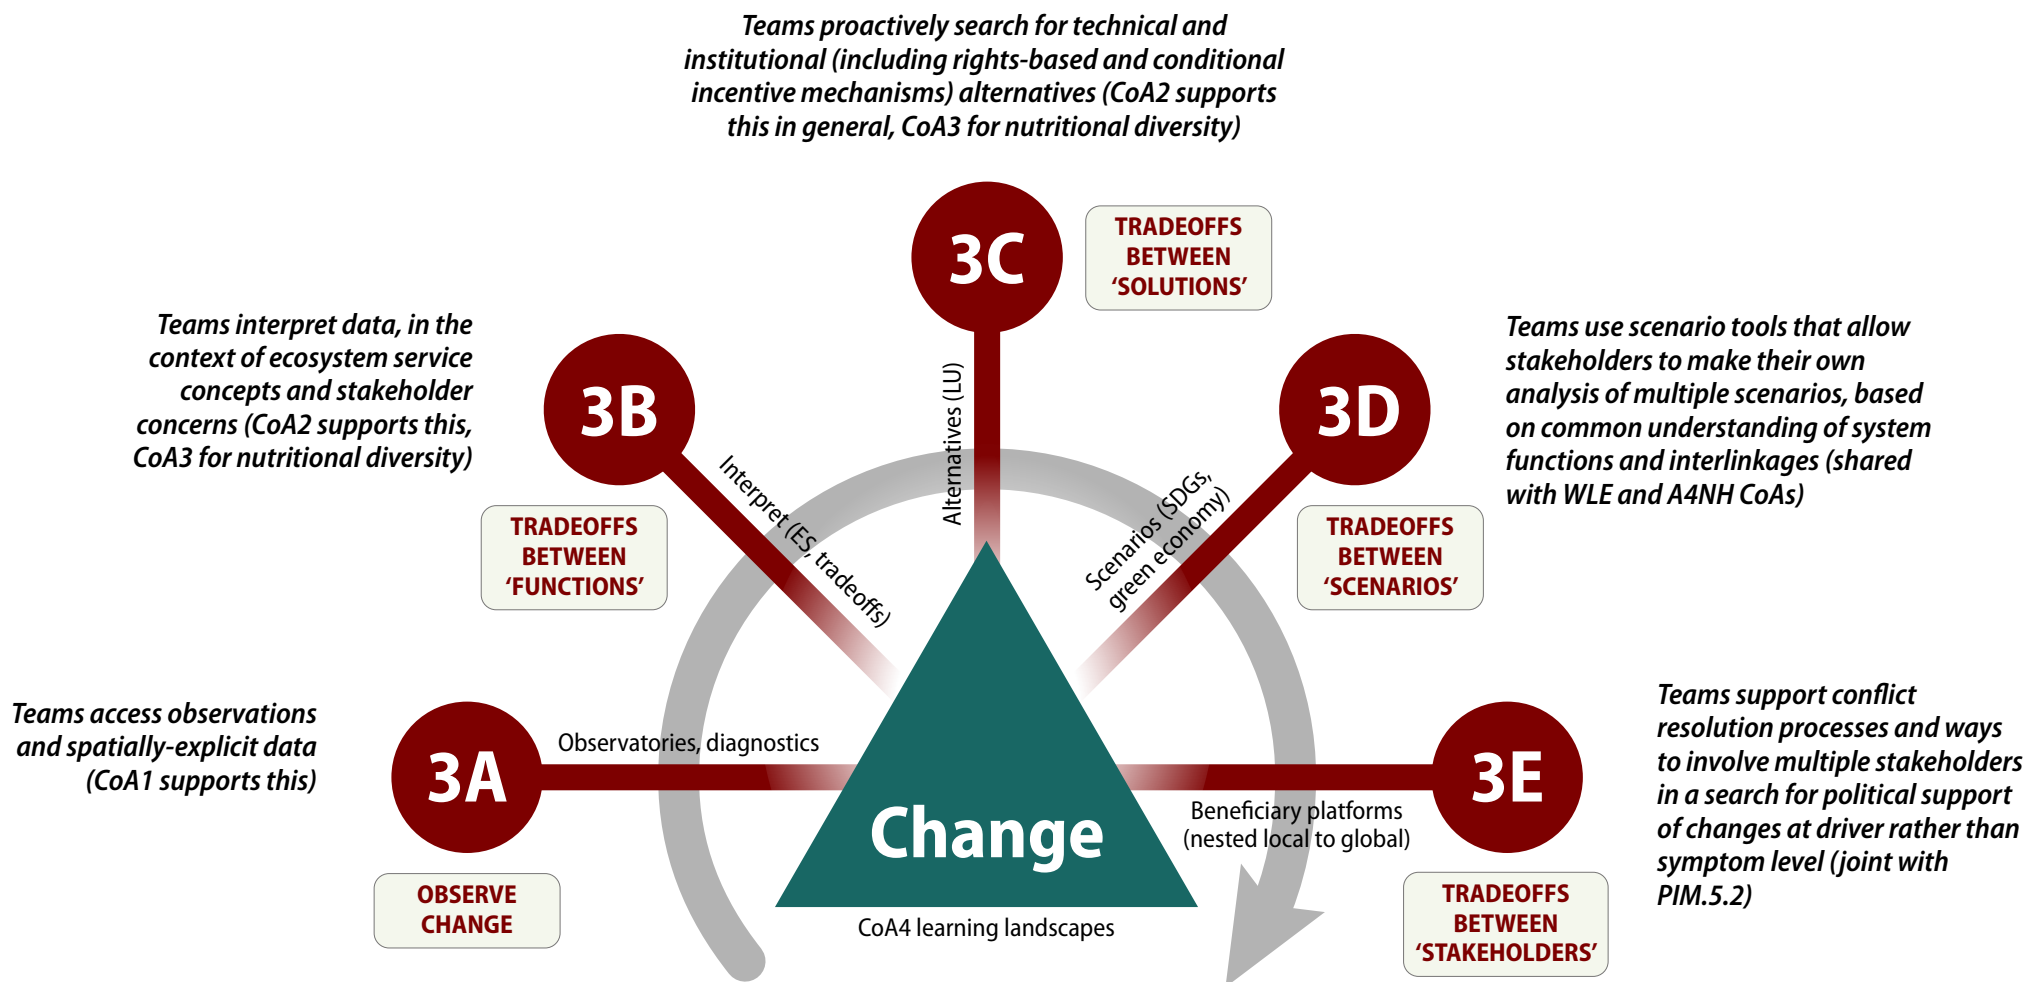 Teams proactively search for technical and
institutional (including rights-based and conditional
incentive mechanisms) alternatives (CoA2 supports
this in general, CoA3 for nutritional diversity)
3C
TRADEOFFS
BETWEEN
‘SOLUTIONS’
Alternatives (LU)
Teams interpret data, in the
context of ecosystem service
concepts and stakeholder
concerns (CoA2 supports this,
CoA3 for nutritional diversity)
3B
TRADEOFFS
BETWEEN
‘FUNCTIONS’
Interpret (ES, tradeoffs)
3D
Teams use scenario tools that allow
stakeholders to make their own
analysis of multiple scenarios, based
on common understanding of system
functions and interlinkages (shared
with WLE and A4NH CoAs)
TRADEOFFS
BETWEEN
‘SCENARIOS’
Scenarios (SDGs,
green economy)
Teams access observations
and spatially-explicit data
(CoA1 supports this)
3A
Observatories, diagnostics
OBSERVE
CHANGE
Change
CoA4 learning landscapes
3E
Beneficiary platforms
(nested local to global)
Teams support conflict
resolution processes and ways
to involve multiple stakeholders
in a search for political support
of changes at driver rather than
symptom level (joint with
PIM.5.2)
TRADEOFFS
BETWEEN
‘STAKEHOLDERS’